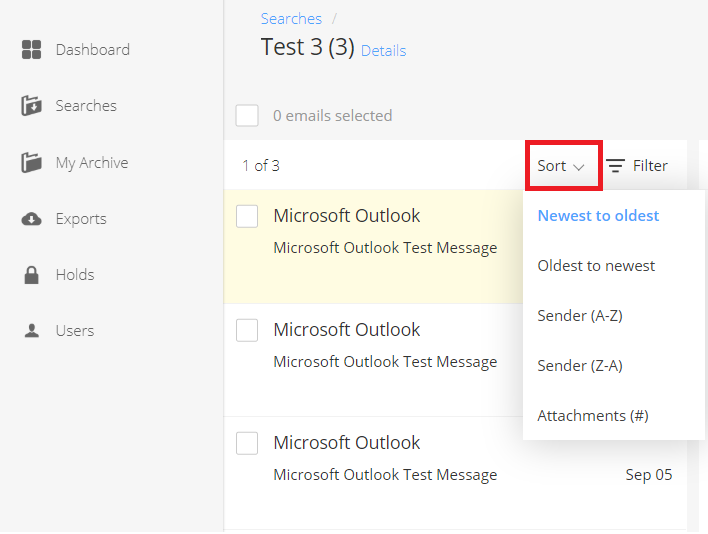 Dashboard
Searches
My Archive
Exports
Holds
Users
Searches /
Test 3 (3) Details
0 emails selected
1 of 3
Sort
Filter
Newest to oldest
Oldest to newest
Sender (A-Z)
Sender (Z-A)
Attachments (#)
Microsoft Outlook
Microsoft Outlook Test Message
Microsoft Outlook
Microsoft Outlook Test Message
Microsoft Outlook
Microsoft Outlook Test Message
Sep 05